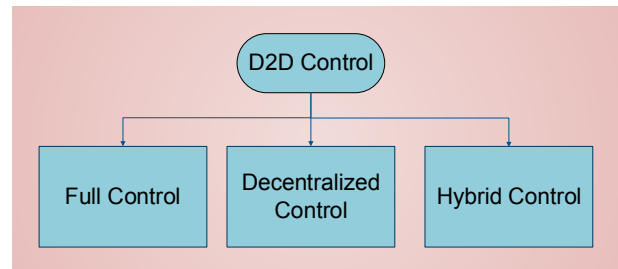 D2D Control
Full Control
Decentralized
Control
Hybrid Control